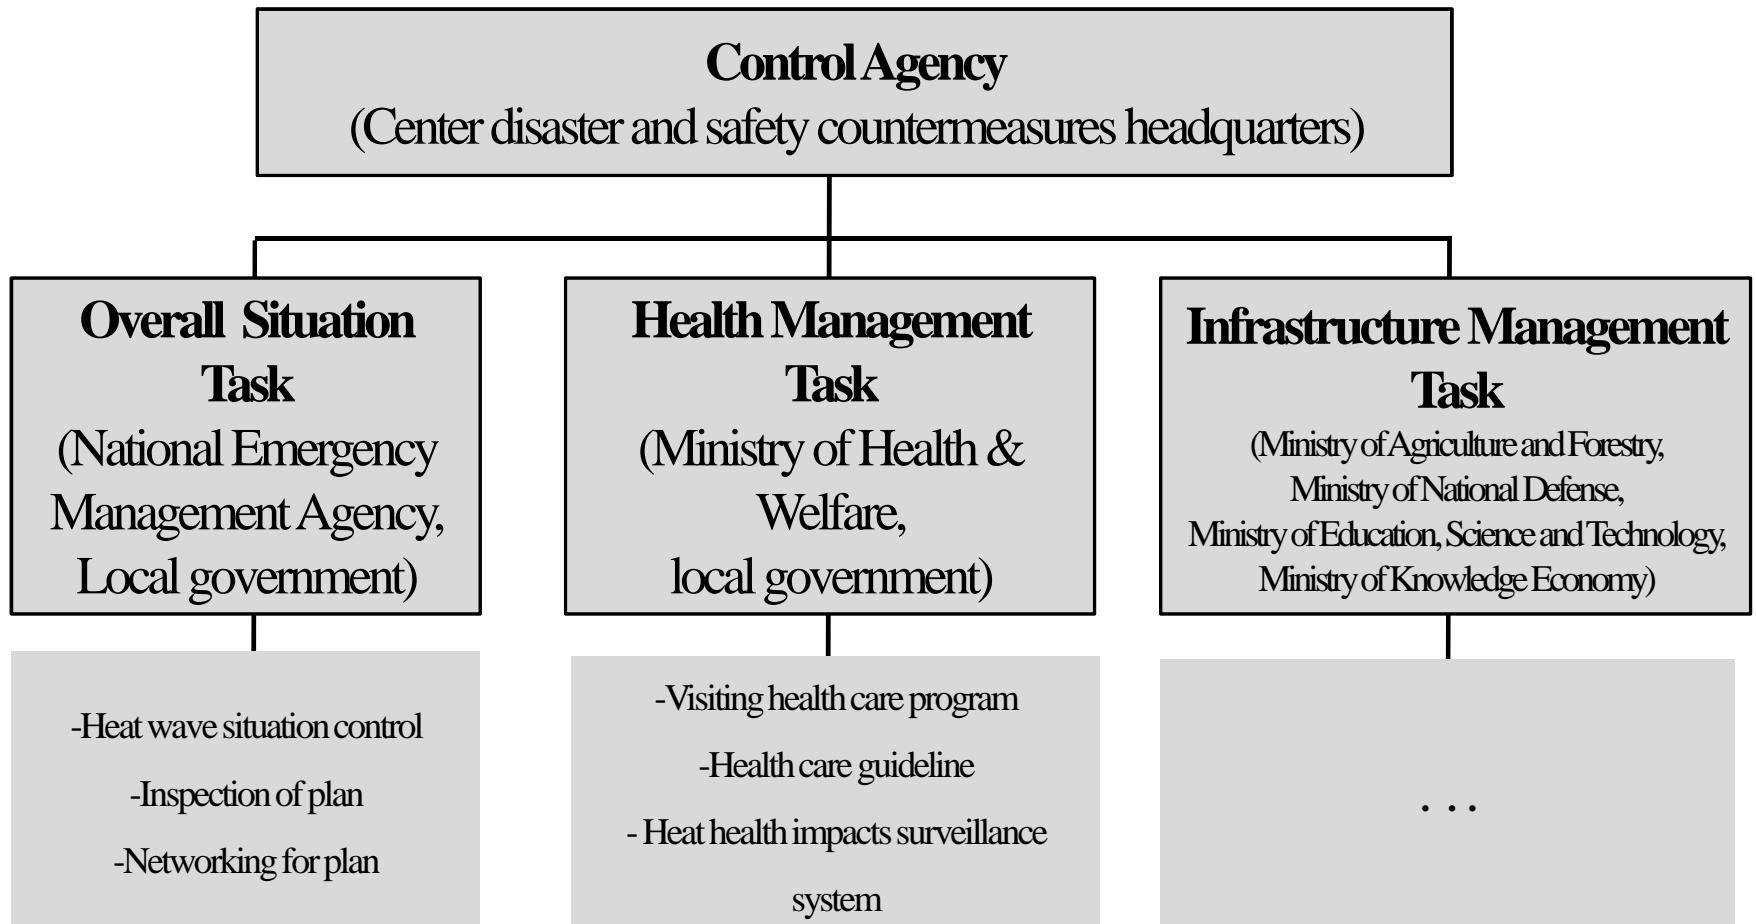 Control Agency
(Center disaster and safety countermeasures headquarters)
Overall Situation
Task
(National Emergency
Management Agency,
Local government)
Health Management
Task
(Ministry of Health &
Welfare,
local government)
Infrastructure Management
Task
(Ministry of Agriculture and Forestry,
Ministry of National Defense,
Ministry of Education, Science and Technology,
Ministry of Knowledge Economy)
-Heat wave situation control
-Inspection of plan
-Networking for plan
-Visiting health care program
-Health care guideline
- Heat health impacts surveillance
system
. . .